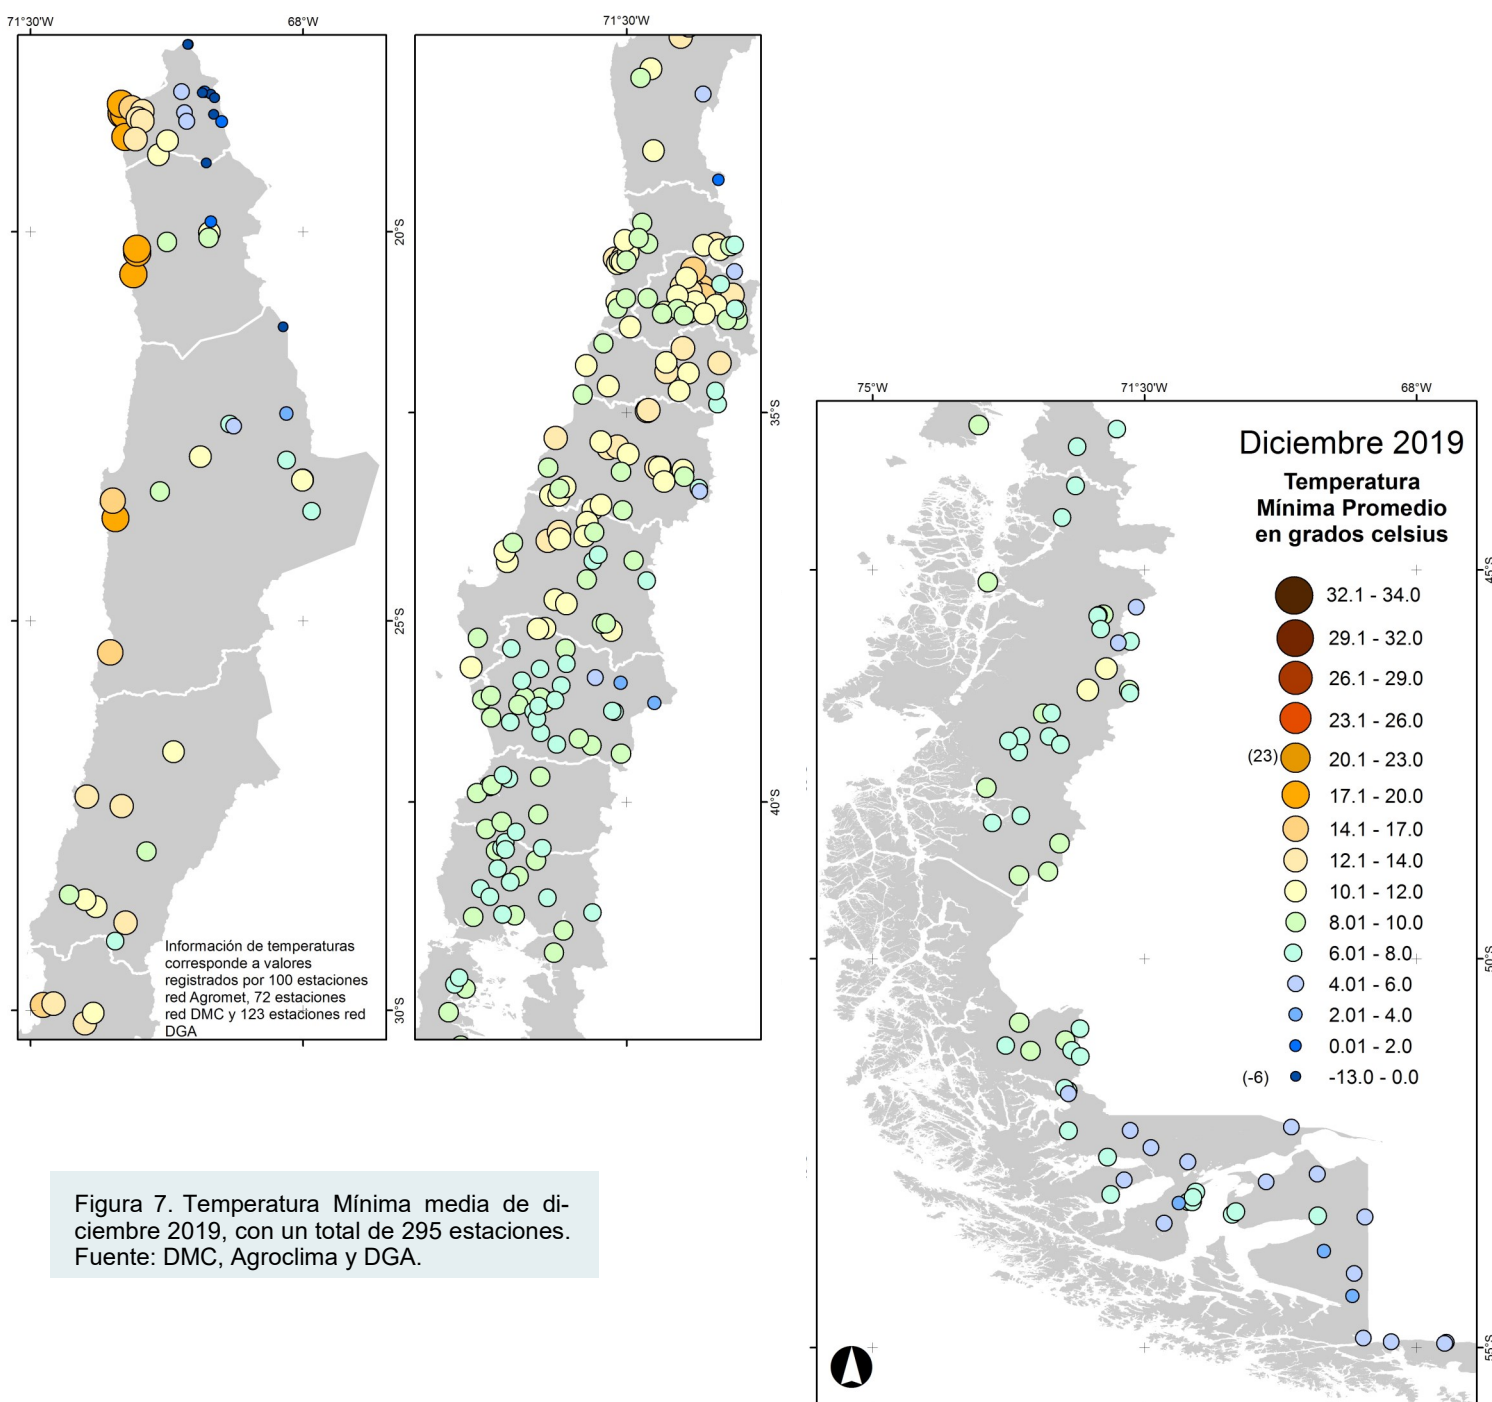 71°30'W
68°W
20°S
25°S
30°S
Información de temperaturas
corresponde a valores
registrados por 100 estaciones
red Agromet, 72 estaciones
red DMC y 123 estaciones red
DGA
71°30'W
35°S
40°S
75°W
71°30'W
68°W
45°S
50°S
55°S
Diciembre 2019
Temperatura
Mínima Promedio
en grados celsius
32.1 - 34.0
29.1 - 32.0
26.1 - 29.0
23.1 - 26.0
(23) 20.1 - 23.0
17.1 - 20.0
14.1 - 17.0
12.1 - 14.0
10.1 - 12.0
8.01 - 10.0
6.01 - 8.0
4.01 - 6.0
2.01 - 4.0
0.01 - 2.0
(-6) -13.0 - 0.0
Figura 7. Temperatura Mínima media de di-
ciembre 2019, con un total de 295 estaciones.
Fuente: DMC, Agroclima y DGA.